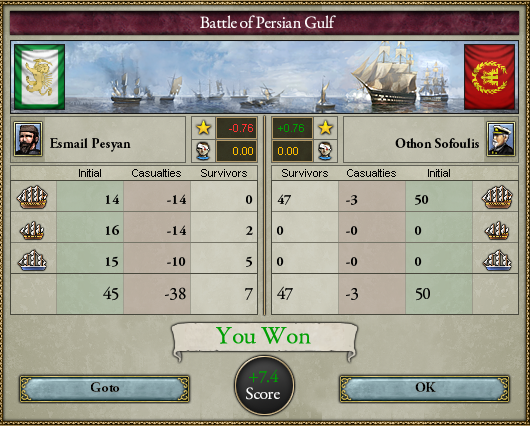 Battle of Persian Gulf
Esmail Pesyan
-0.76
0.00
+0.76
0.00
Othon Sofoulis
Initial Casualties Survivors Survivors Casualties Initial
14 -14 0 47 -3 50
16 -14 2 0 -0 0
15 -10 5 0 -0 0
45 -38 7 47 -3 50
You Won
+7.4
Score
Goto
OK